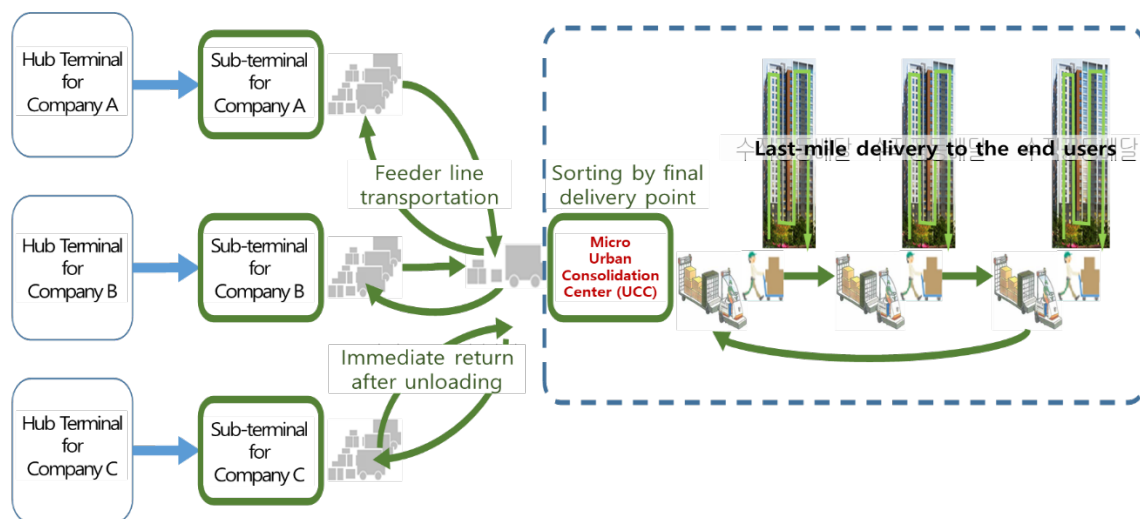 Hub Terminal
for
Company A
Sub-terminal
for
Company A
Feeder line
transportation
Hub Terminal
for
Company B
Sub-terminal
for
Company B
Immediate return
after unloading
Hub Terminal
for
Company C
Sub-terminal
for
Company C
Sorting by final
delivery point
Micro
Urban
Consolidation
Center (UCC)
Last-mile delivery to the end users